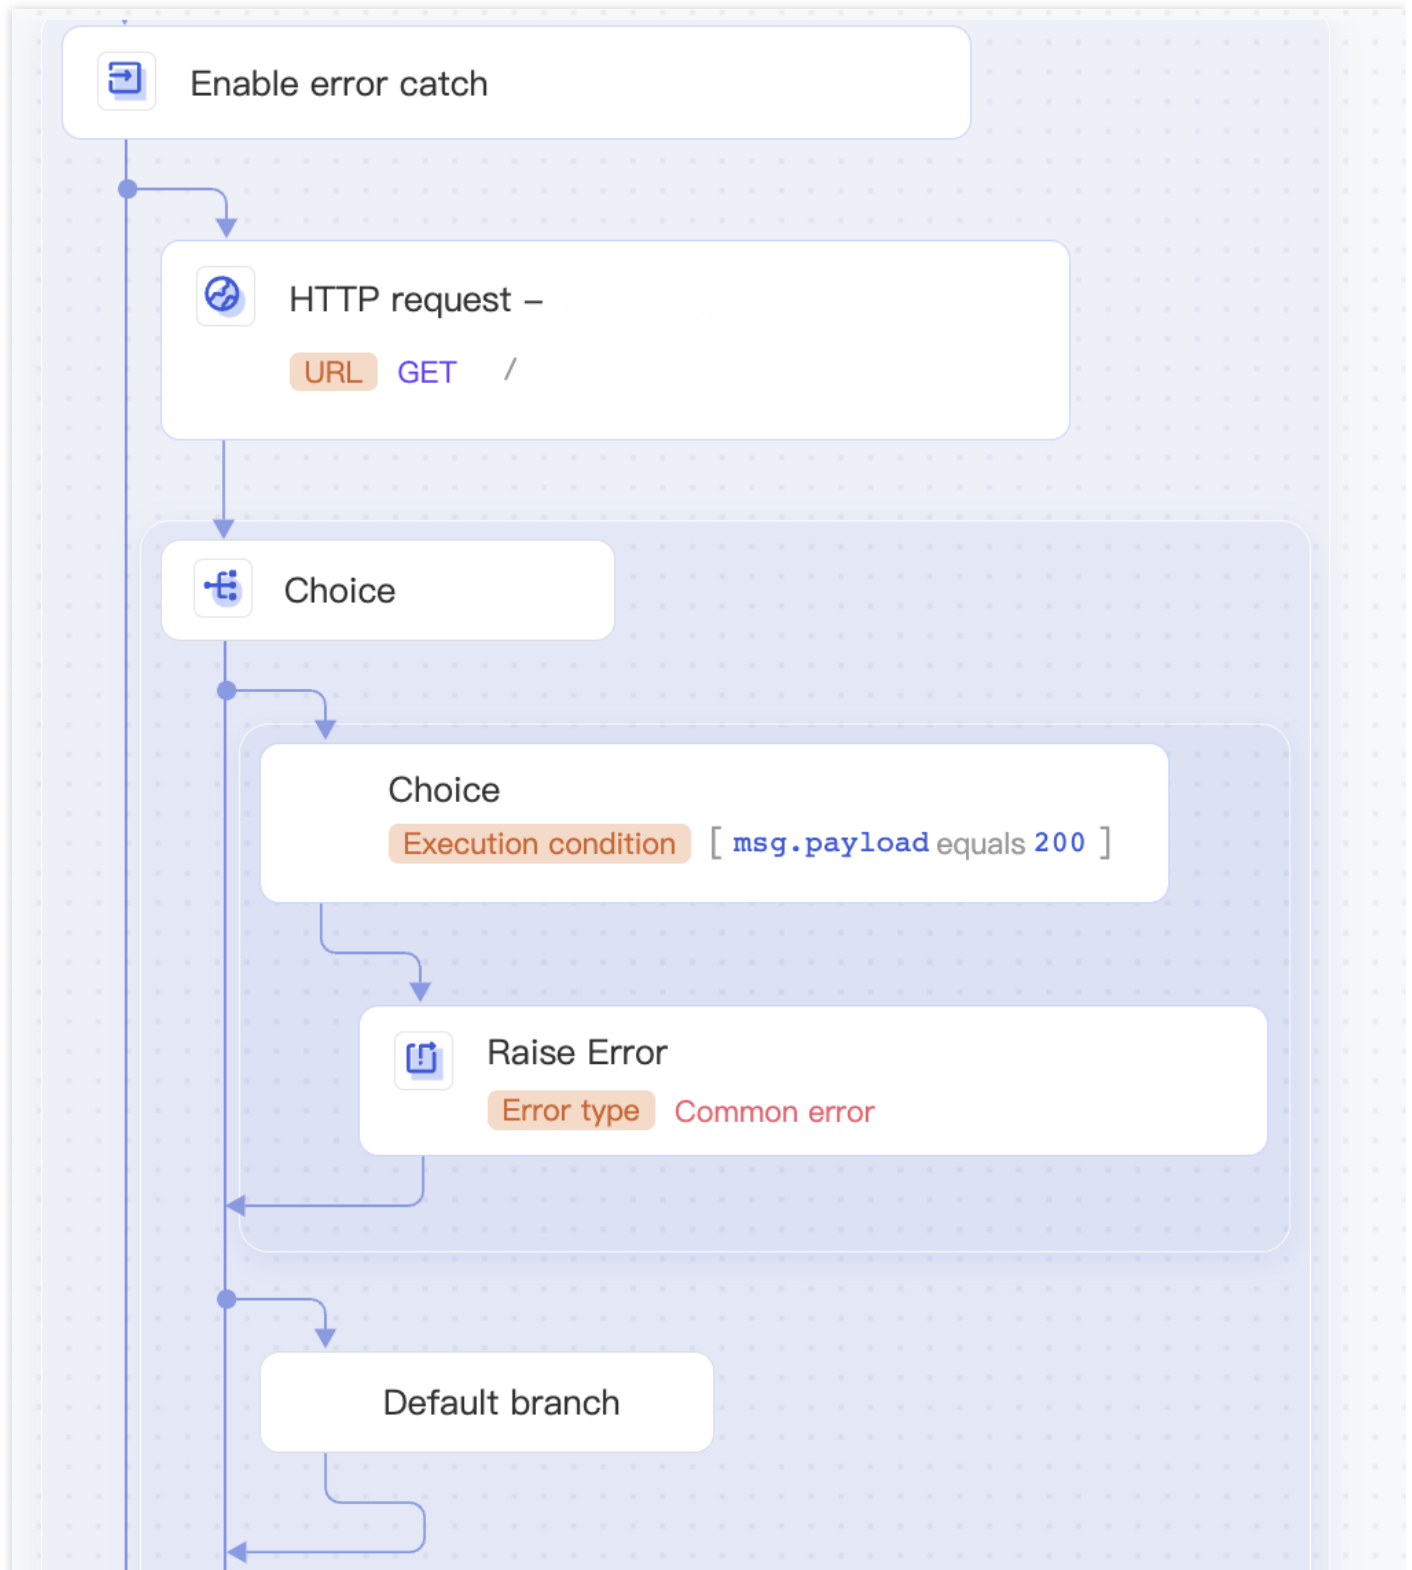 Enable error catch
HTTP request –
URL GET /
Choice
Choice
Execution condition [ msg.payload equals 200 ]
Raise Error
Error type Common error
Default branch